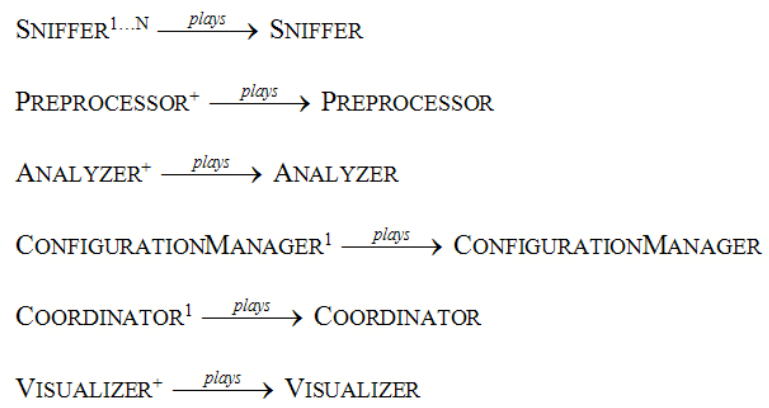 SNIFFER¹…ᴺ plays → SNIFFER
PREPROCESSOR⁺ plays → PREPROCESSOR
ANALYZER⁺ plays → ANALYZER
CONFIGURATIONMANAGER¹ plays → CONFIGURATIONMANAGER
COORDINATOR¹ plays → COORDINATOR
VISUALIZER⁺ plays → VISUALIZER